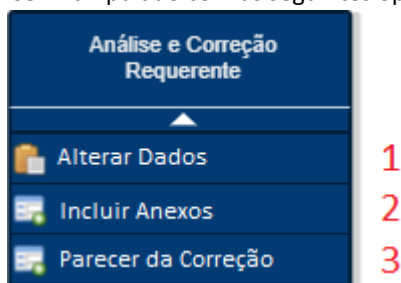 Análise e Correção
Requerente
Alterar Dados 1
Incluir Anexos 2
Parecer da Correção 3